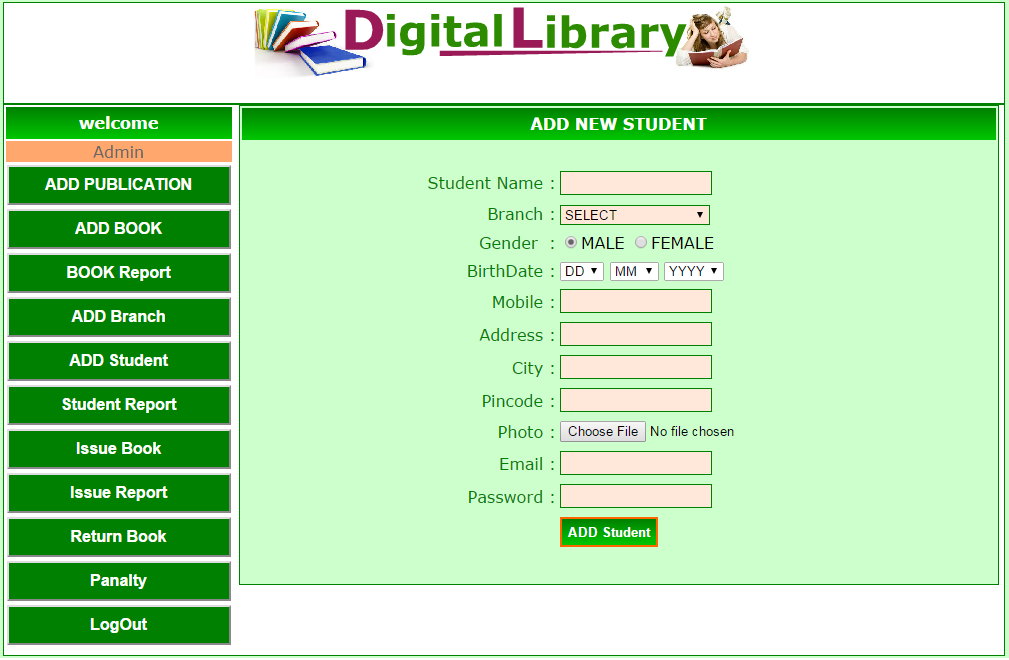 Digital Library
welcome
Admin
ADD PUBLICATION
ADD BOOK
BOOK Report
ADD Branch
ADD Student
Student Report
Issue Book
Issue Report
Return Book
Panalty
LogOut
ADD NEW STUDENT
Student Name :
Branch : SELECT
Gender : MALE FEMALE
BirthDate : DD MM YYYY
Mobile :
Address :
City :
Pincode :
Photo : Choose File No file chosen
Email :
Password :
ADD Student